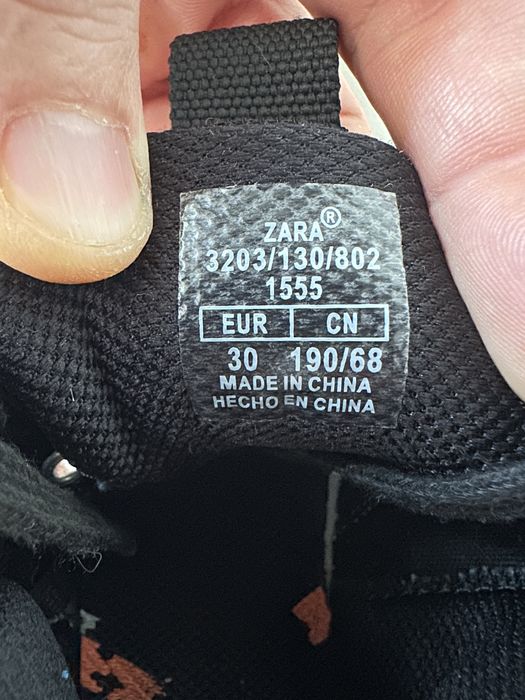 ZARA®
3203/130/802
1555
EUR CN
30 190/68
MADE IN CHINA
HECHO EN CHINA